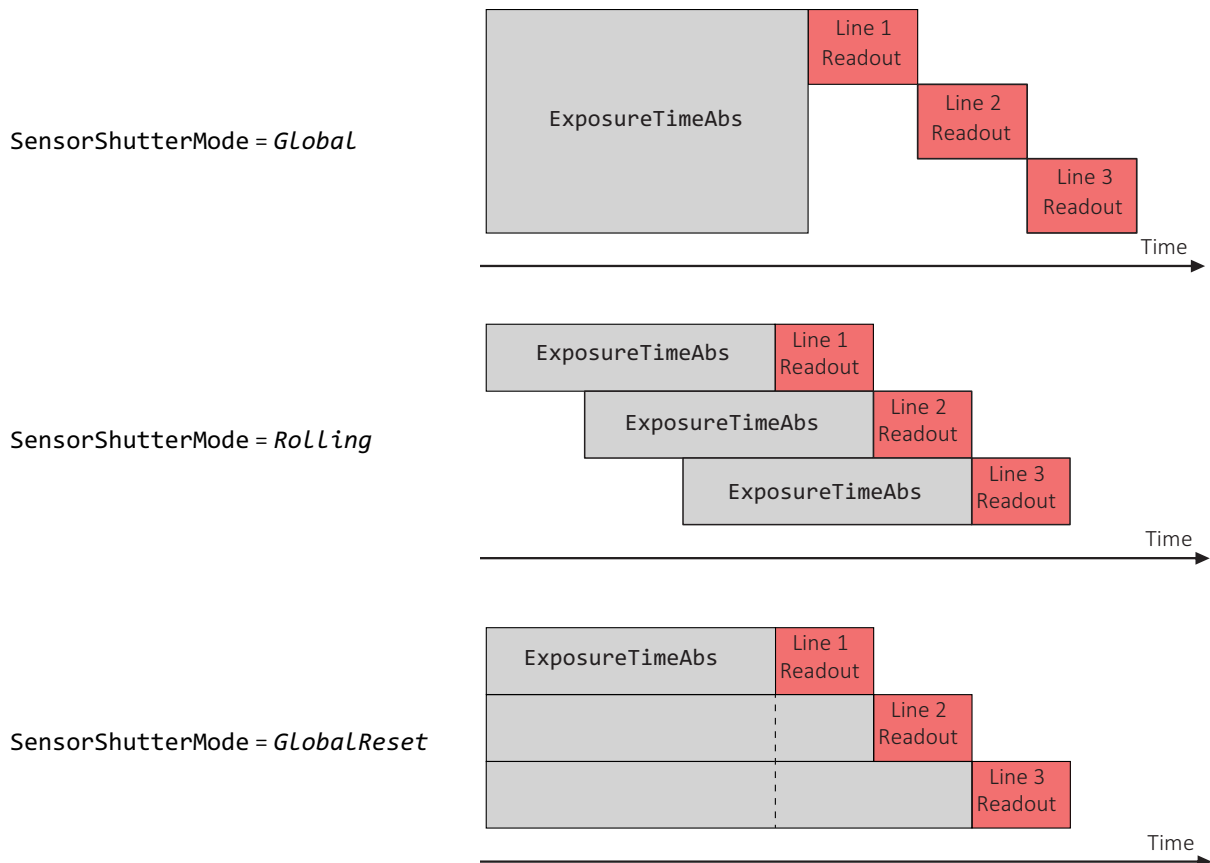 Line 1
Readout
ExposureTimeAbs
Line 2
Readout
SensorShutterMode = Global
Line 3
Readout
Time
Line 1
Readout
ExposureTimeAbs
Line 2
Readout
ExposureTimeAbs
SensorShutterMode = Rolling
Line 3
Readout
ExposureTimeAbs
Time
Line 1
Readout
ExposureTimeAbs
Line 2
Readout
SensorShutterMode = GlobalReset
Line 3
Readout
Time